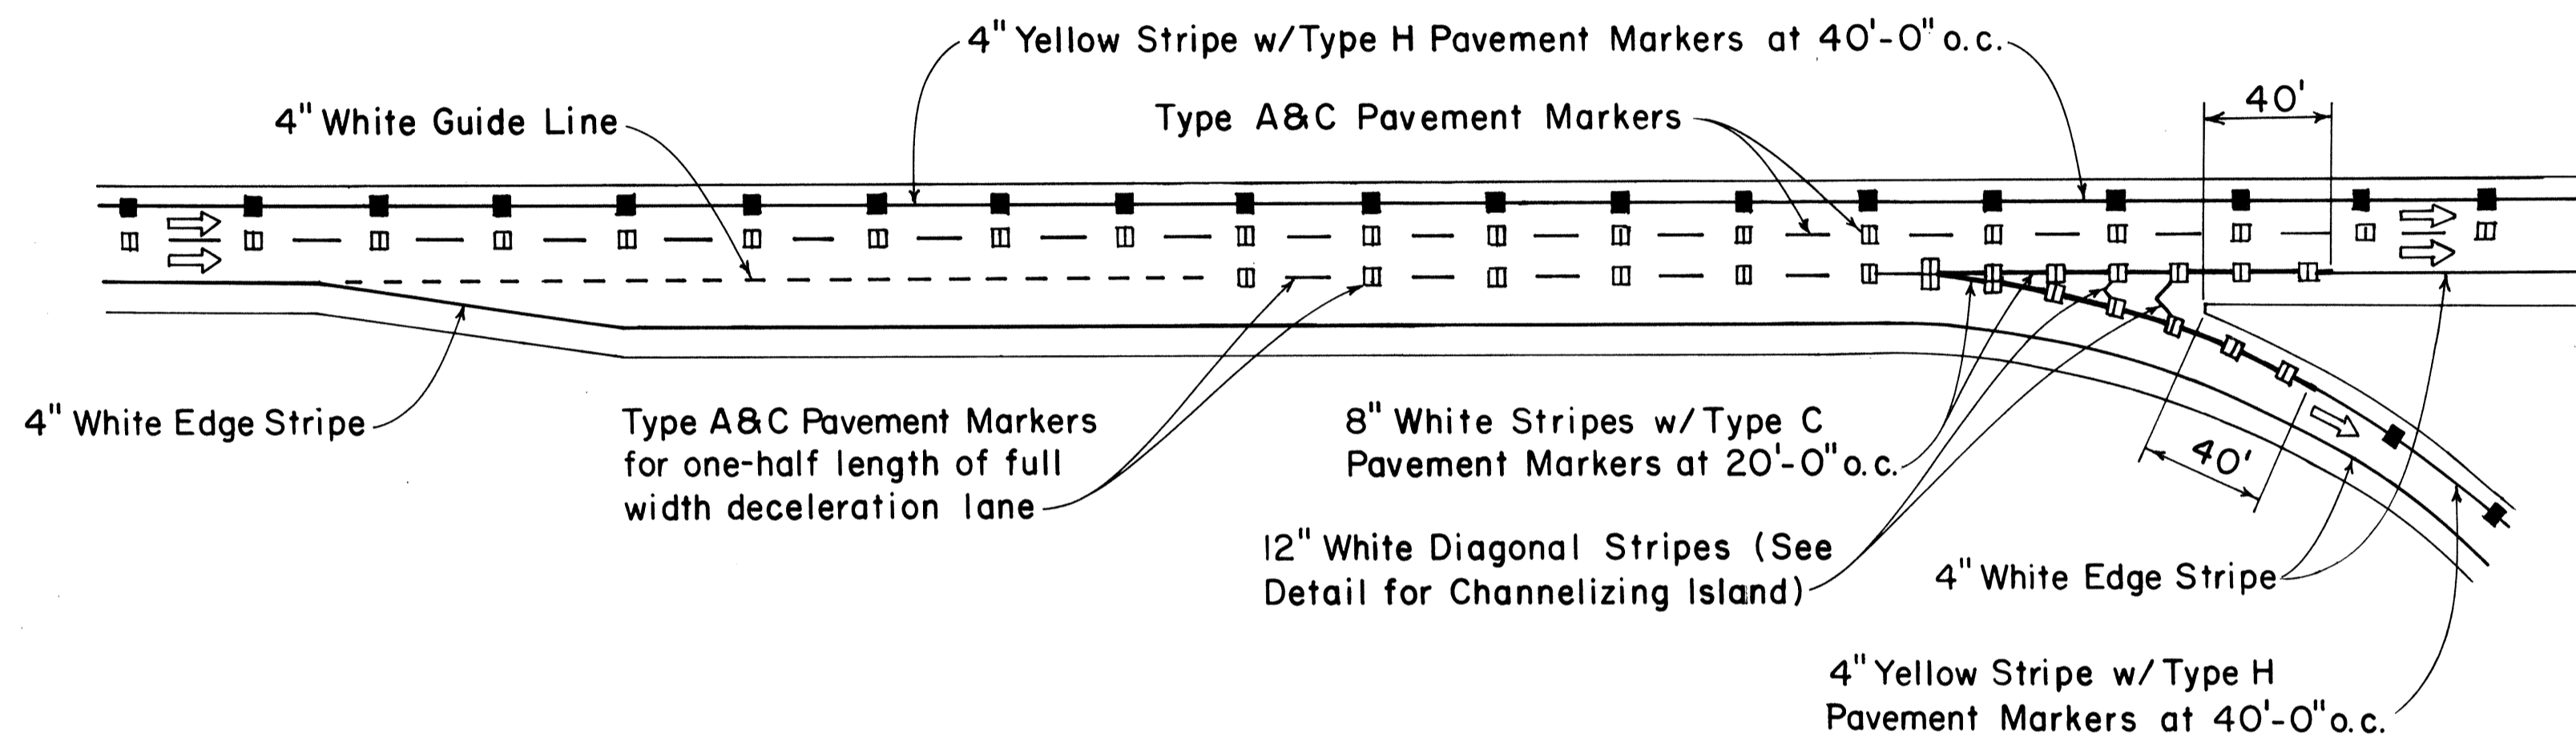 4" Yellow Stripe w/Type H Pavement Markers at 40'-0" o.c.
40'
4" White Guide Line
Type A&C Pavement Markers
4" White Edge Stripe
Type A&C Pavement Markers
for one-half length of full
width deceleration lane
8" White Stripes w/Type C
Pavement Markers at 20'-0" o.c.
40'
12" White Diagonal Stripes (See
Detail for Channelizing Island)
4" White Edge Stripe
4" Yellow Stripe w/Type H
Pavement Markers at 40'-0" o.c.